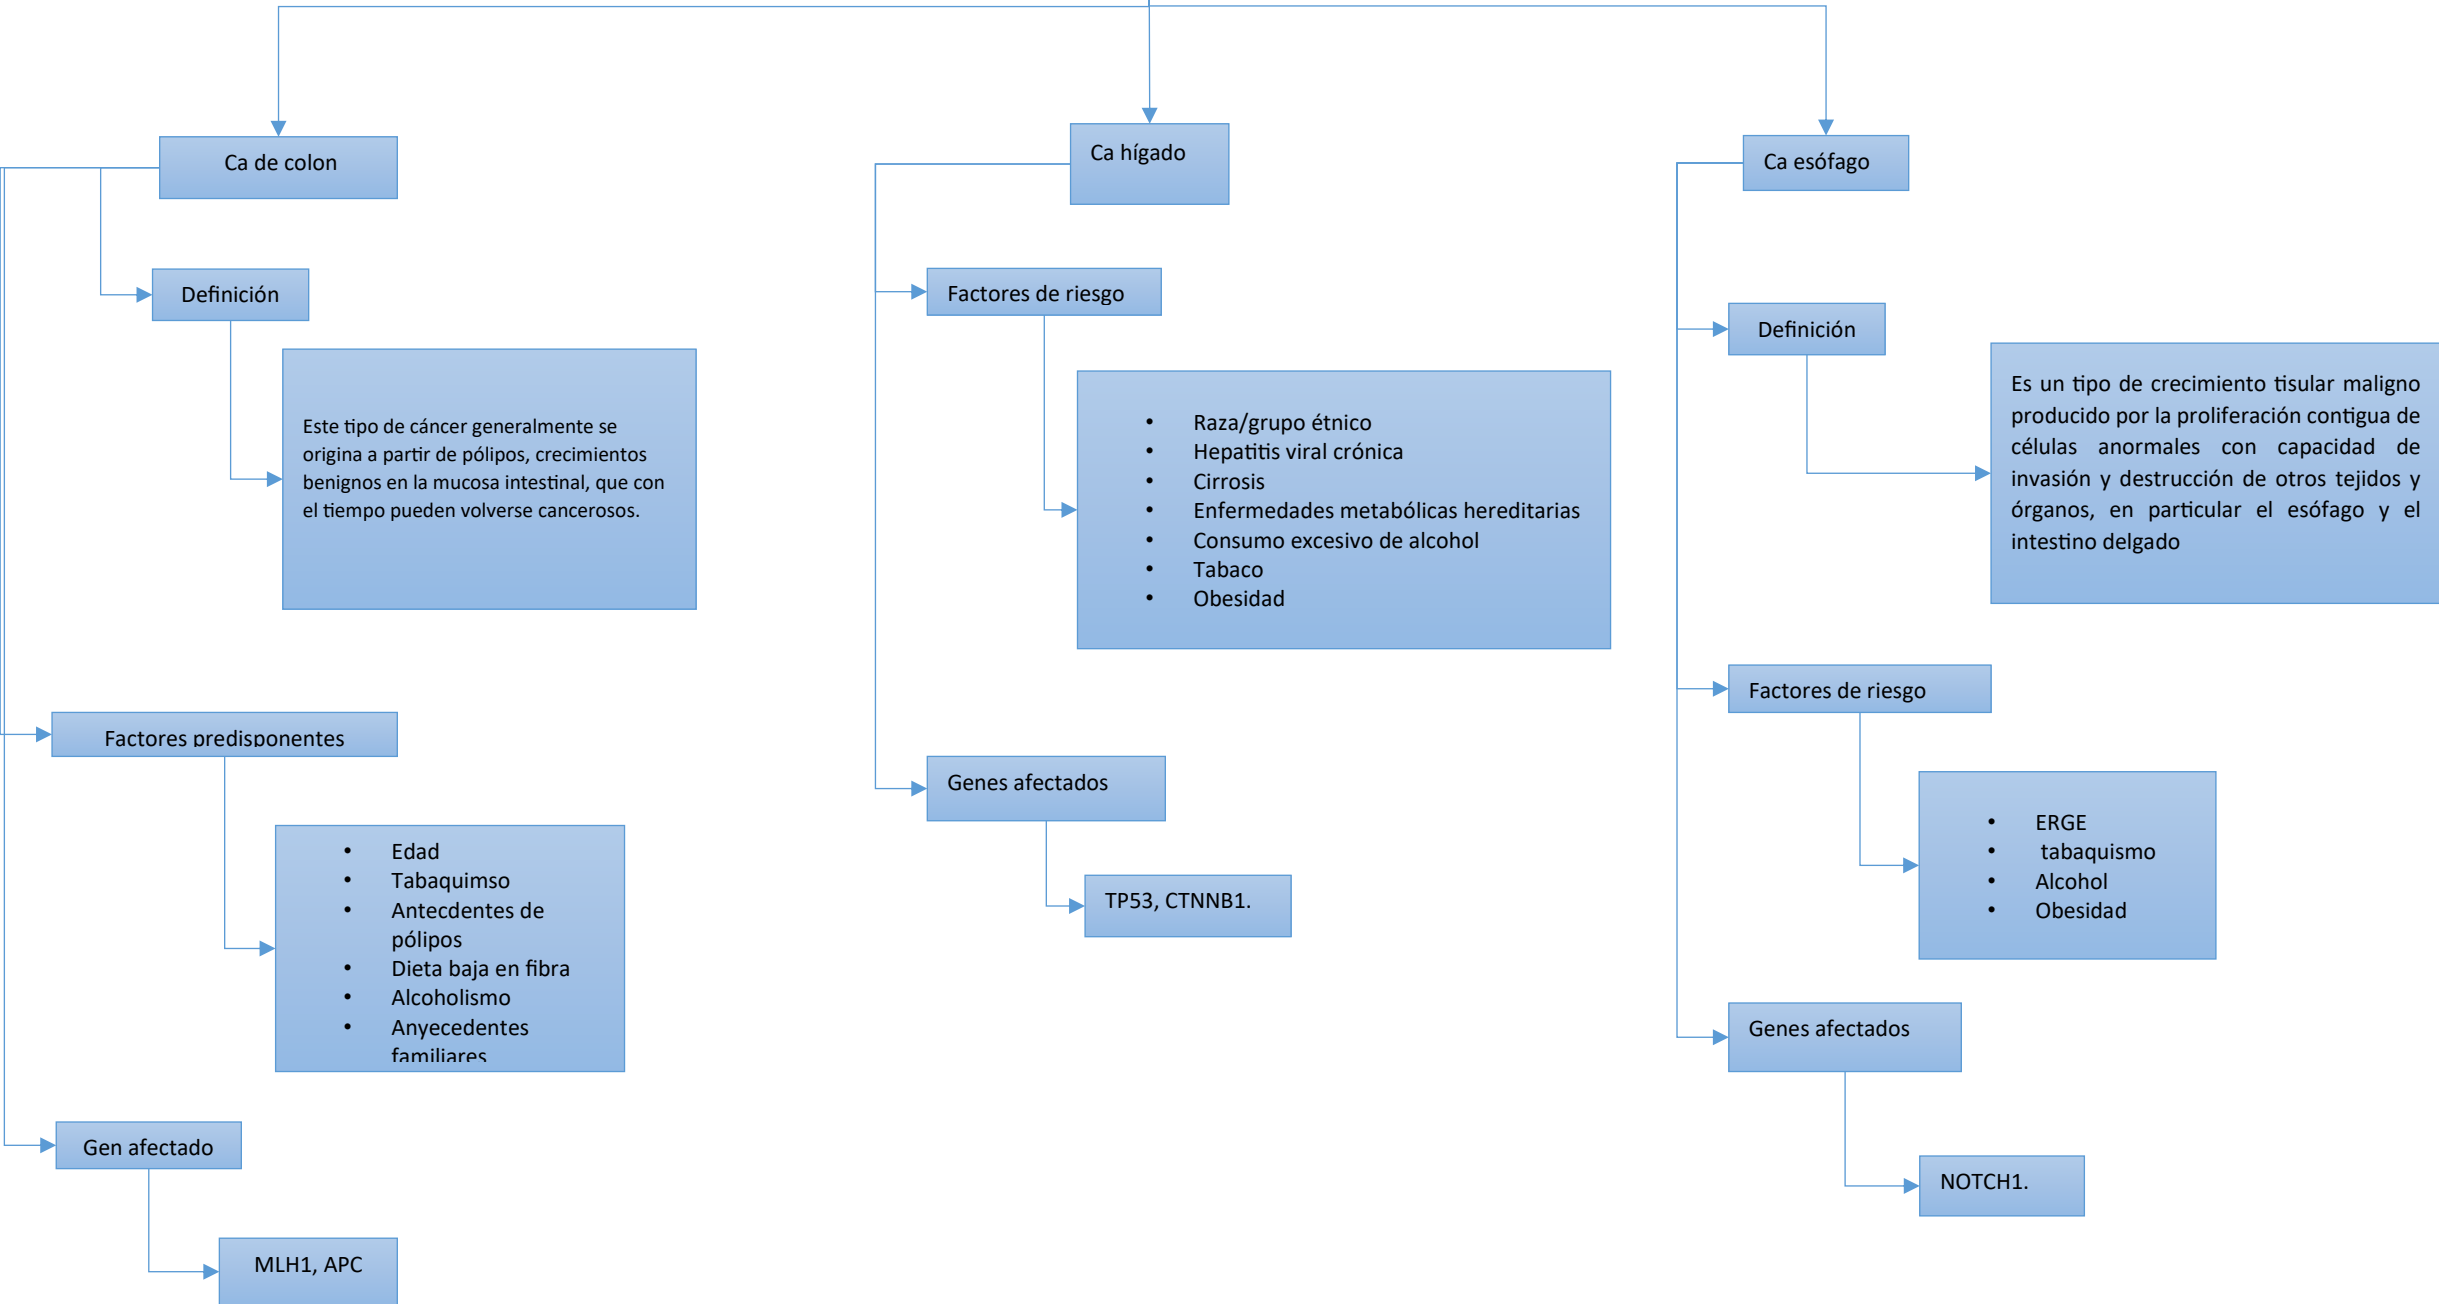 Ca de colon
Definición
Este tipo de cáncer generalmente se
origina a partir de pólipos, crecimientos
benignos en la mucosa intestinal, que con
el tiempo pueden volverse cancerosos.
Factores predisponentes
• Edad
• Tabaquimso
• Antecdentes de
pólipos
• Dieta baja en fibra
• Alcoholismo
• Anyecedentes
familiares
Gen afectado
MLH1, APC
Ca hígado
Factores de riesgo
• Raza/grupo étnico
• Hepatitis viral crónica
• Cirrosis
• Enfermedades metabólicas hereditarias
• Consumo excesivo de alcohol
• Tabaco
• Obesidad
Genes afectados
TP53, CTNNB1.
Ca esófago
Definición
Es un tipo de crecimiento tisular maligno
producido por la proliferación contigua de
células anormales con capacidad de
invasión y destrucción de otros tejidos y
órganos, en particular el esófago y el
intestino delgado
Factores de riesgo
• ERGE
• tabaquismo
• Alcohol
• Obesidad
Genes afectados
NOTCH1.